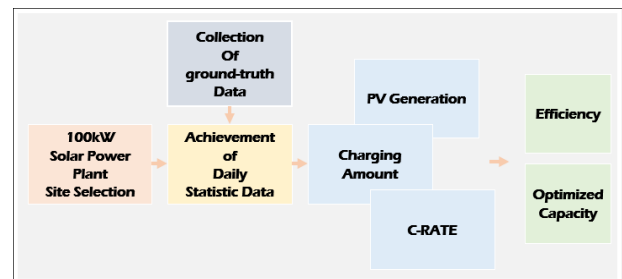 Collection
Of
ground-truth
Data
100kW
Solar Power
Plant
Site Selection
Achievement
of
Daily
Statistic Data
PV Generation
Charging
Amount
C-RATE
Efficiency
Optimized
Capacity